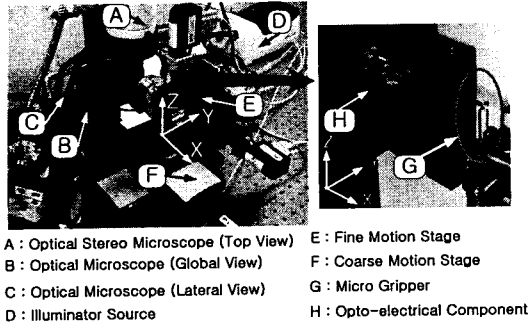 A
D
Z
Y
E
C
B
X
F
H
G
A : Optical Stereo Microscope (Top View)
B : Optical Microscope (Global View)
C : Optical Microscope (Lateral View)
D : Illuminator Source
E : Fine Motion Stage
F : Coarse Motion Stage
G : Micro Gripper
H : Opto-electrical Component